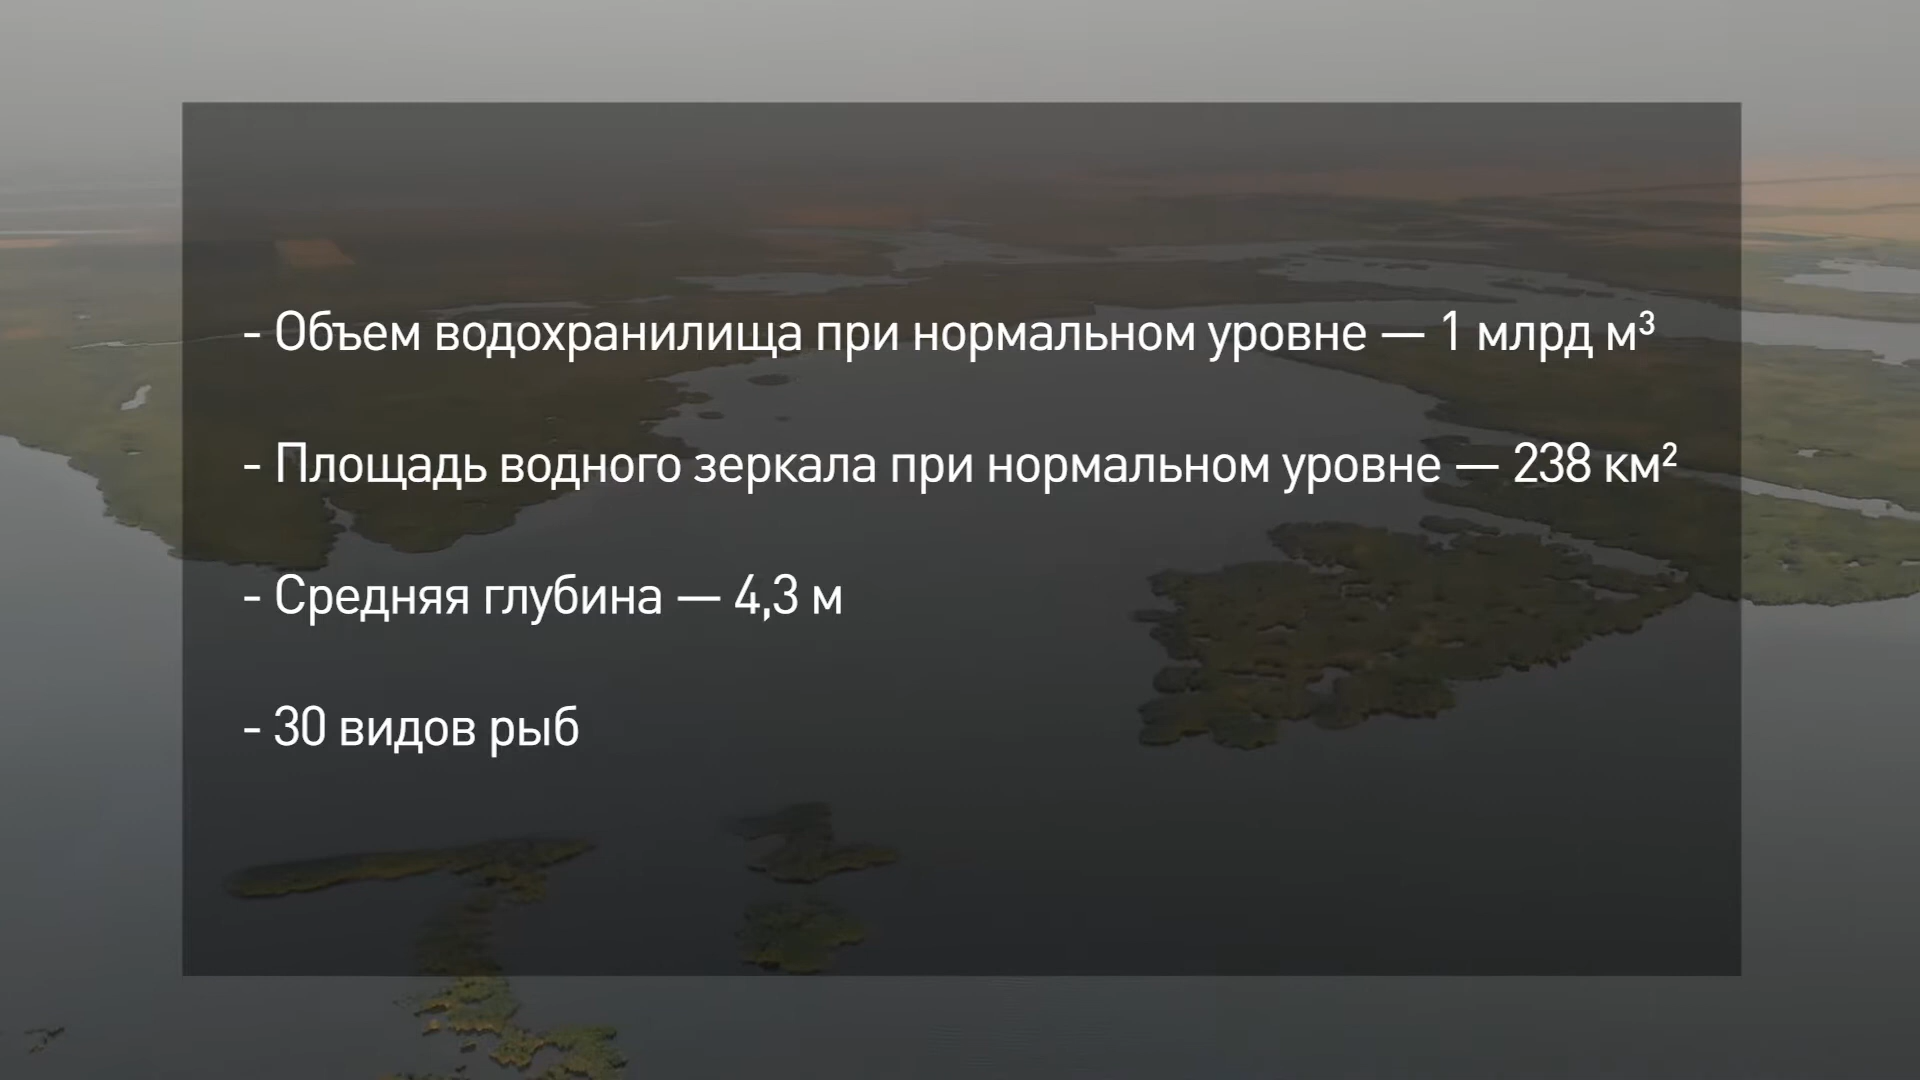 - Объем водохранилища при нормальном уровне — 1 млрд м³
- Площадь водного зеркала при нормальном уровне — 238 км²
- Средняя глубина — 4,3 м
- 30 видов рыб